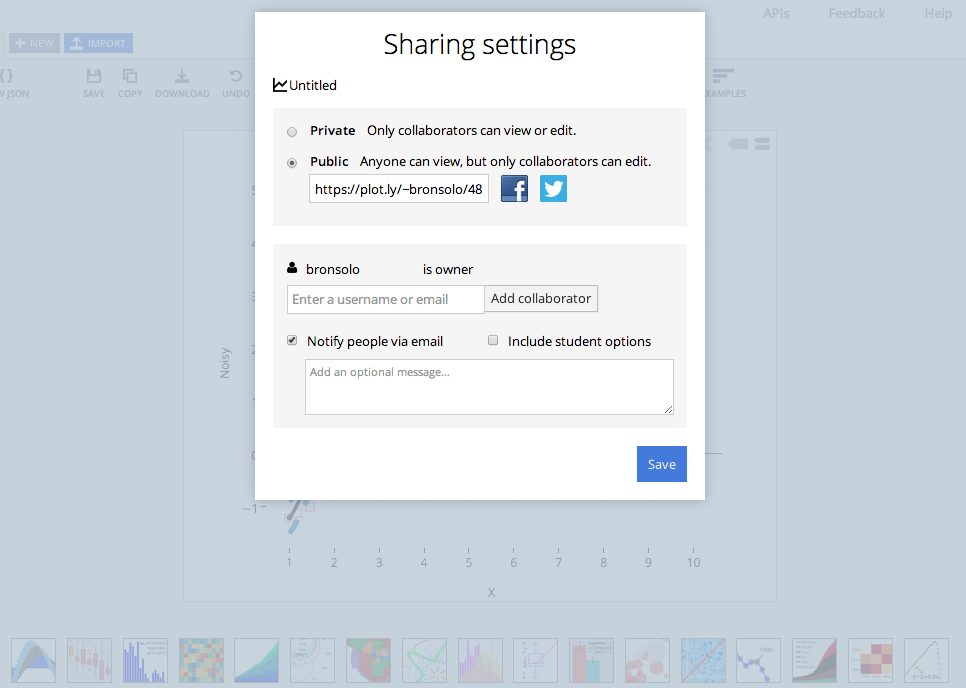 APIs Feedback Help
NEW IMPORT
SAVE COPY DOWNLOAD UNDO
Sharing settings
Untitled
Private Only collaborators can view or edit.
Public Anyone can view, but only collaborators can edit.
https://plot.ly/~bronsolo/48
bronsolo is owner
Enter a username or email Add collaborator
Notify people via email Include student options
Add an optional message...
Save
Noisy
−1
1 2 3 4 5 6 7 8 9 10
X